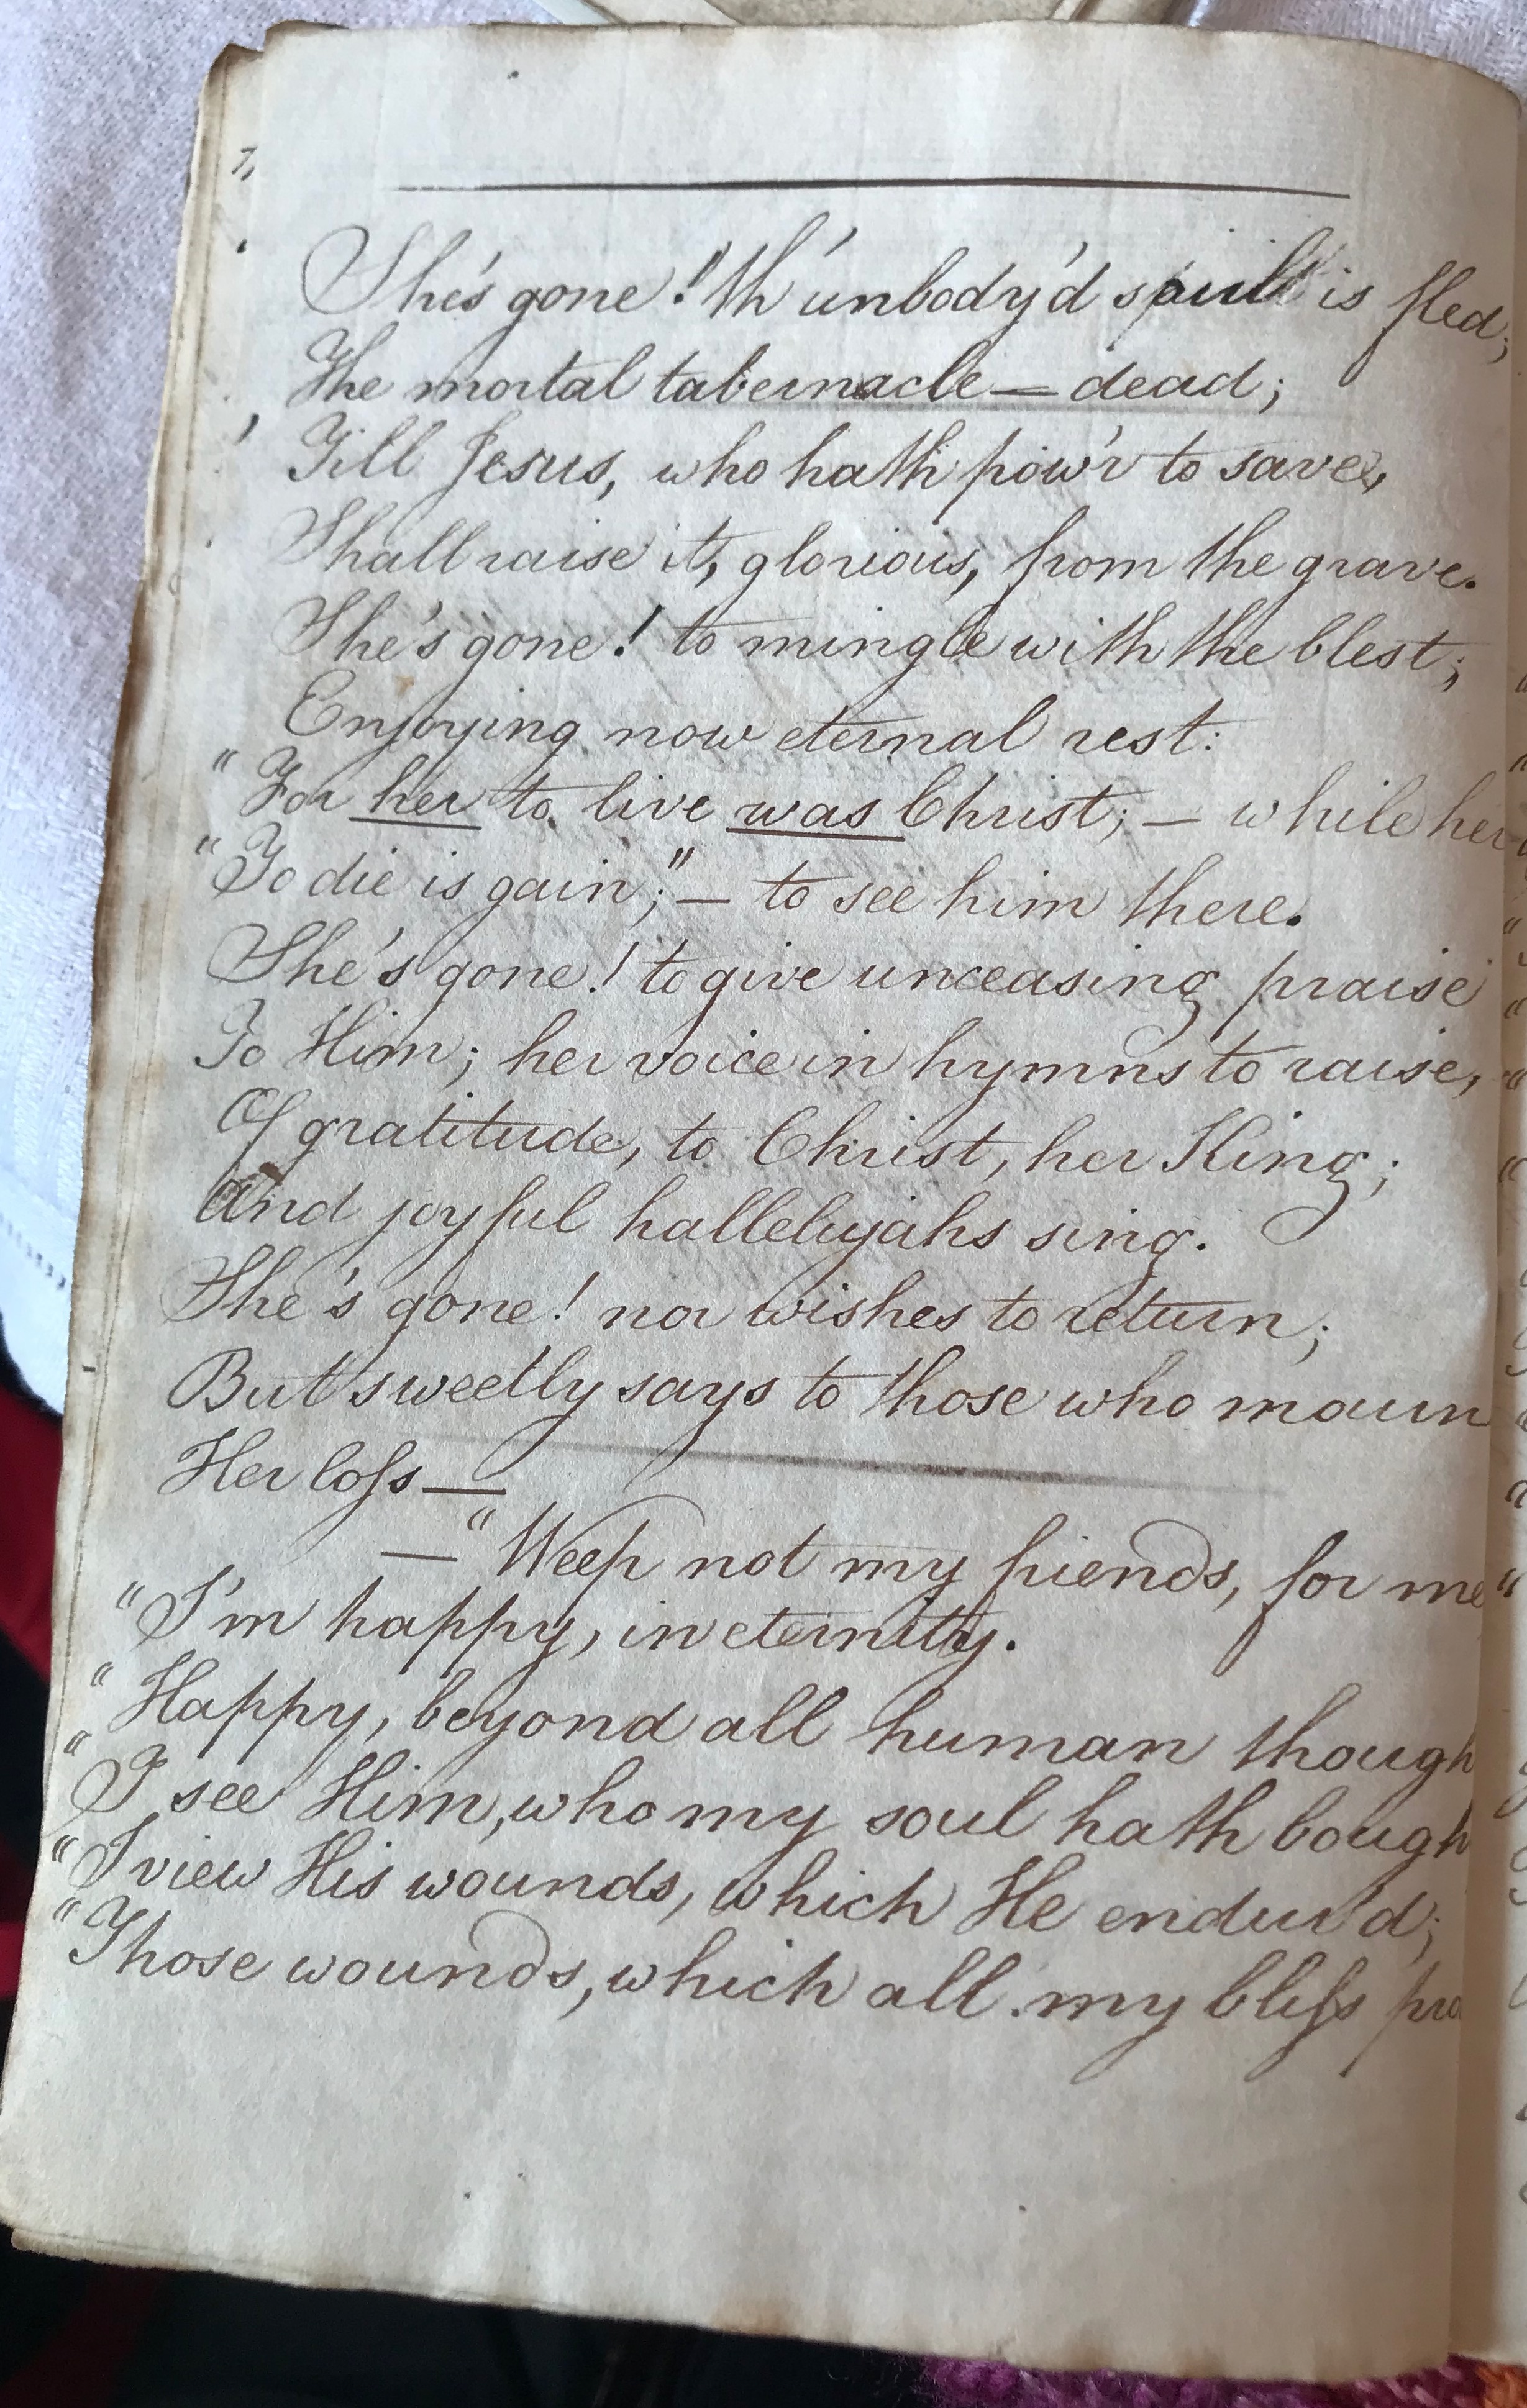 She's gone! th' unbody'd spirit is fled;
The mortal tabernacle — dead;
Till Jesus, who hath pow'r to save,
Shall raise it, glorious, from the grave.
She's gone! to mingle with the blest;
Enjoying now eternal rest:
"For her to live was Christ; — while her
"To die is gain;" — to see him there.
She's gone! to give unceasing praise
To Him; her voice in hymns to raise,
Of gratitude, to Christ, her King;
And joyful hallelujahs sing.
She's gone! nor wishes to return;
But sweetly says to those who mourn
Her loſs —
— "Weep not my friends, for me
"I'm happy, in eternity.
"Happy, beyond all human though
"I see Him, who my soul hath bough
"I view His wounds, which He endur'd;
"Those wounds, which all my bliſs pro